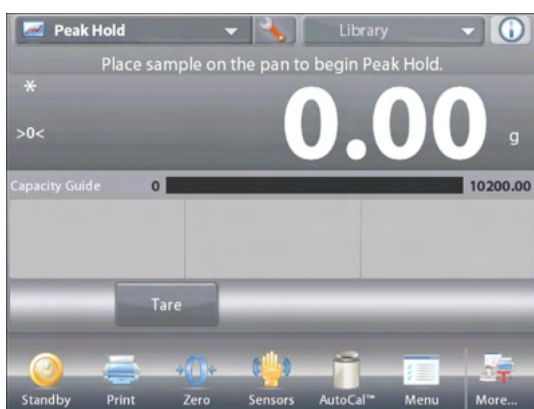 Peak Hold Library
Place sample on the pan to begin Peak Hold.
*
0.00 g
>0<
Capacity Guide 0 10200.00
Tare
Standby Print Zero Sensors AutoCal™ Menu More...